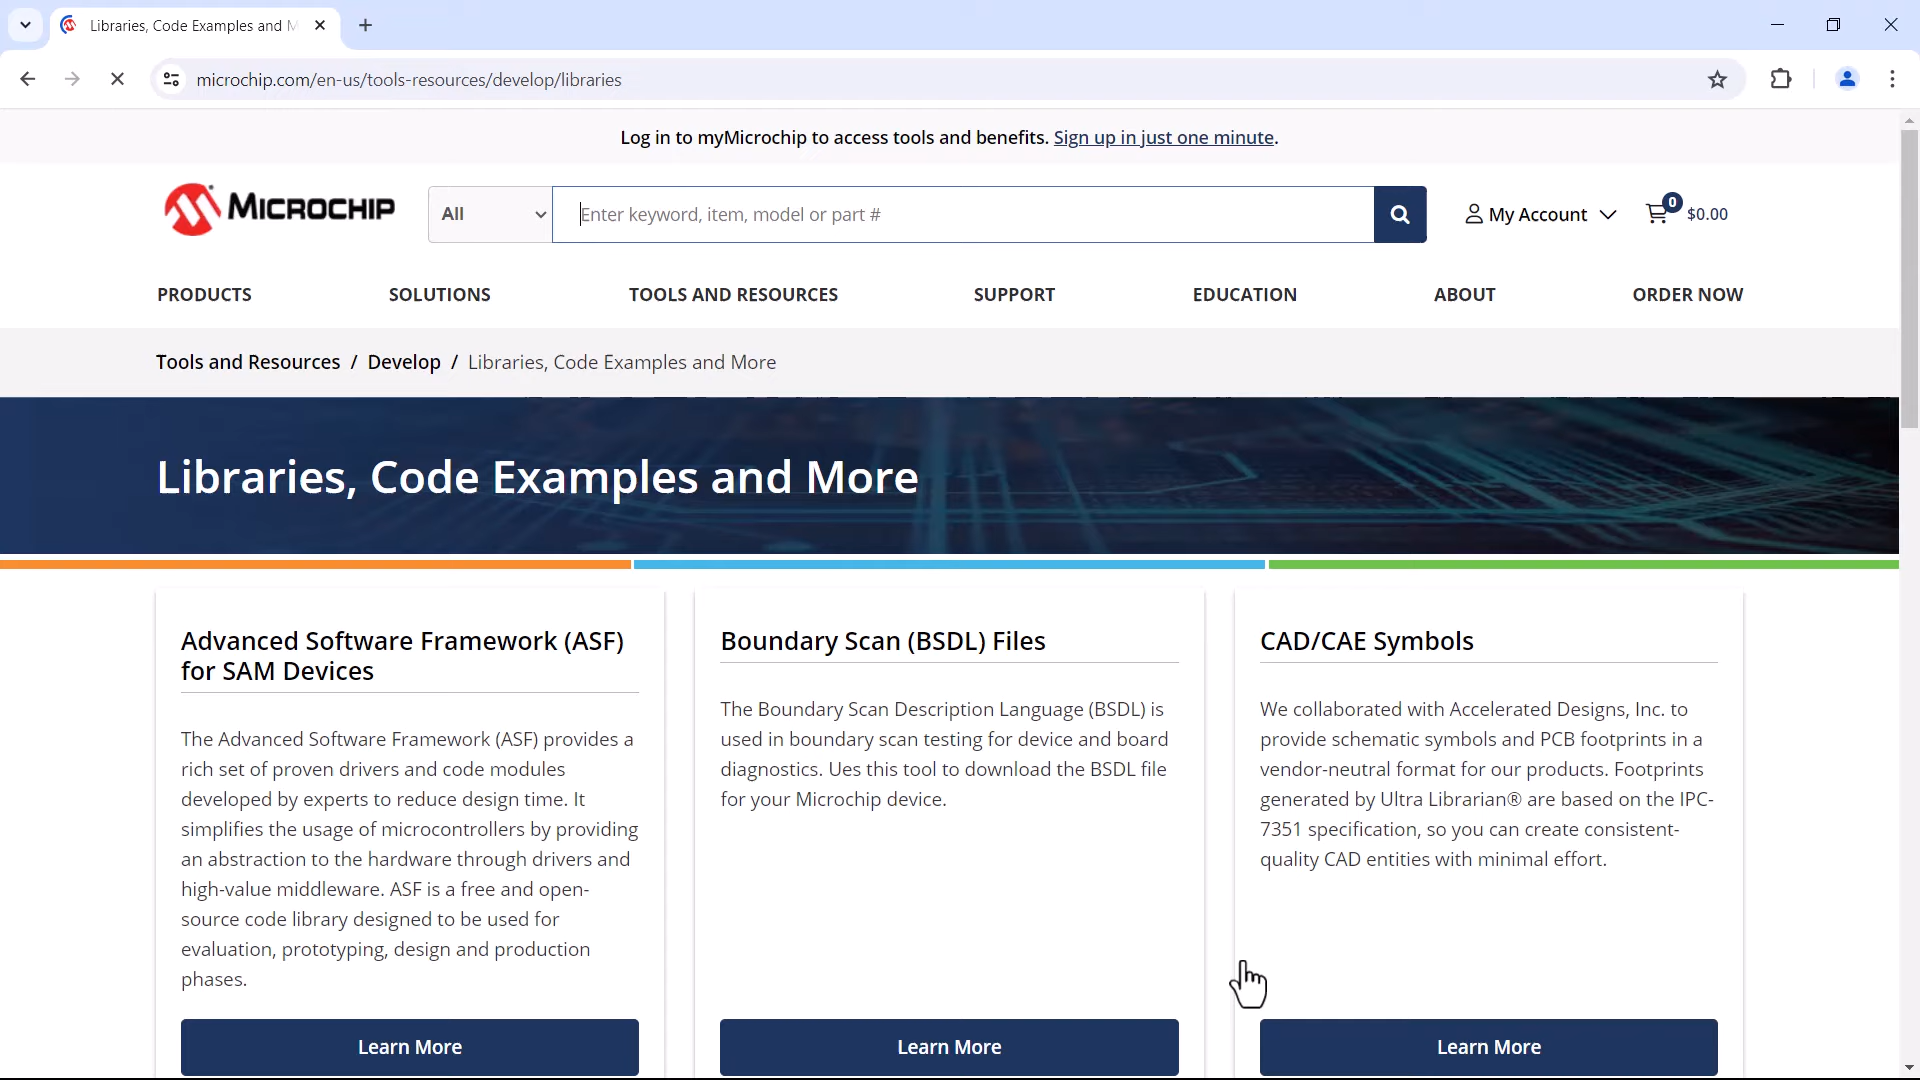 Libraries, Code Examples and M
microchip.com/en-us/tools-resources/develop/libraries
Log in to myMicrochip to access tools and benefits. Sign up in just one minute.
MICROCHIP
All
Enter keyword, item, model or part #
My Account
0
$0.00
PRODUCTS
SOLUTIONS
TOOLS AND RESOURCES
SUPPORT
EDUCATION
ABOUT
ORDER NOW
Tools and Resources / Develop / Libraries, Code Examples and More
Libraries, Code Examples and More
Advanced Software Framework (ASF)
for SAM Devices
The Advanced Software Framework (ASF) provides a
rich set of proven drivers and code modules
developed by experts to reduce design time. It
simplifies the usage of microcontrollers by providing
an abstraction to the hardware through drivers and
high-value middleware. ASF is a free and open-
source code library designed to be used for
evaluation, prototyping, design and production
phases.
Learn More
Boundary Scan (BSDL) Files
The Boundary Scan Description Language (BSDL) is
used in boundary scan testing for device and board
diagnostics. Ues this tool to download the BSDL file
for your Microchip device.
Learn More
CAD/CAE Symbols
We collaborated with Accelerated Designs, Inc. to
provide schematic symbols and PCB footprints in a
vendor-neutral format for our products. Footprints
generated by Ultra Librarian® are based on the IPC-
7351 specification, so you can create consistent-
quality CAD entities with minimal effort.
Learn More